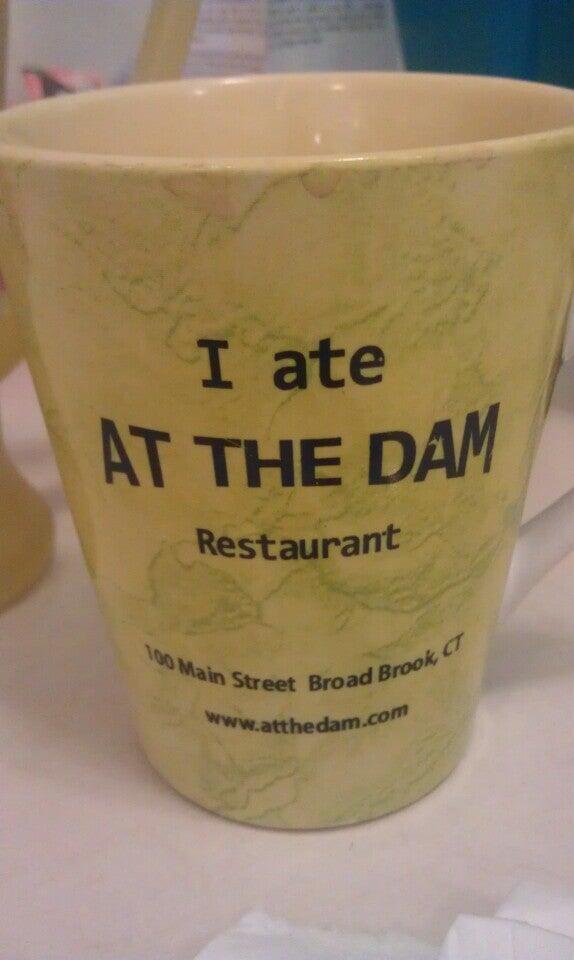 I ate
AT THE DAM
Restaurant
100 Main Street Broad Brook, CT
www.atthedam.com